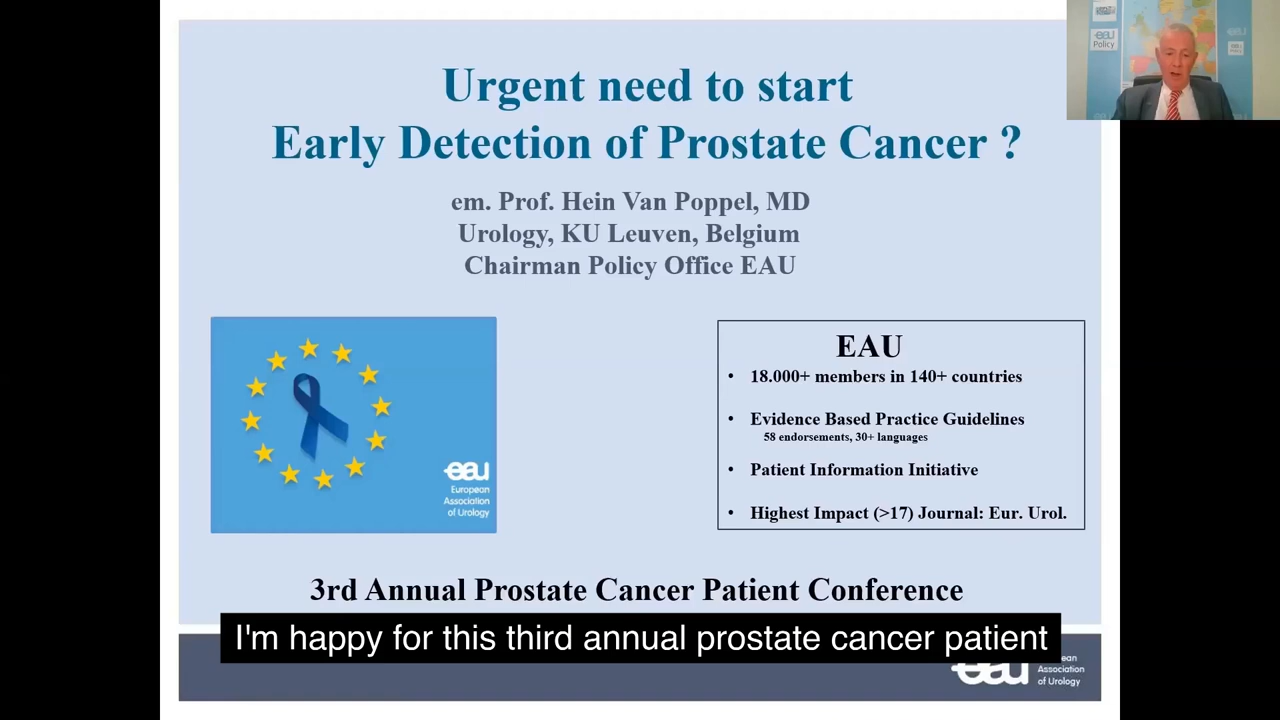 Urgent need to start
Early Detection of Prostate Cancer ?
em. Prof. Hein Van Poppel, MD
Urology, KU Leuven, Belgium
Chairman Policy Office EAU
eau
Policy
eau
European
Association
of Urology
EAU
• 18.000+ members in 140+ countries
• Evidence Based Practice Guidelines
58 endorsements, 30+ languages
• Patient Information Initiative
• Highest Impact (>17) Journal: Eur. Urol.
3rd Annual Prostate Cancer Patient Conference
I'm happy for this third annual prostate cancer patient
eau
Association
of Urology